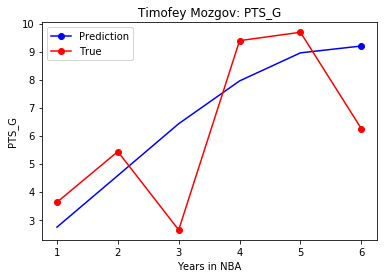 Timofey Mozgov: PTS_G
Prediction
True
PTS_G
10
9
8
7
6
5
4
3
1 2 3 4 5 6
Years in NBA